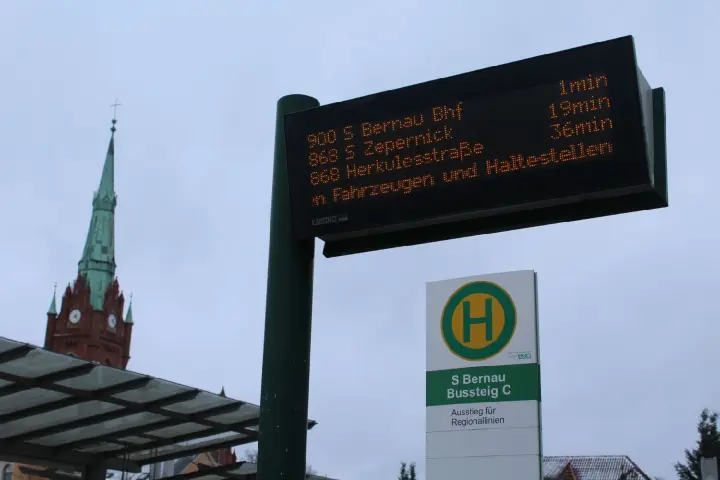 900 S Bernau Bhf 1min
868 S Zepernick 19min
868 Herkulesstraße 36min
n Fahrzeugen und Haltestellen
H
S Bernau
Bussteig C
Ausstieg für
Regionallinien